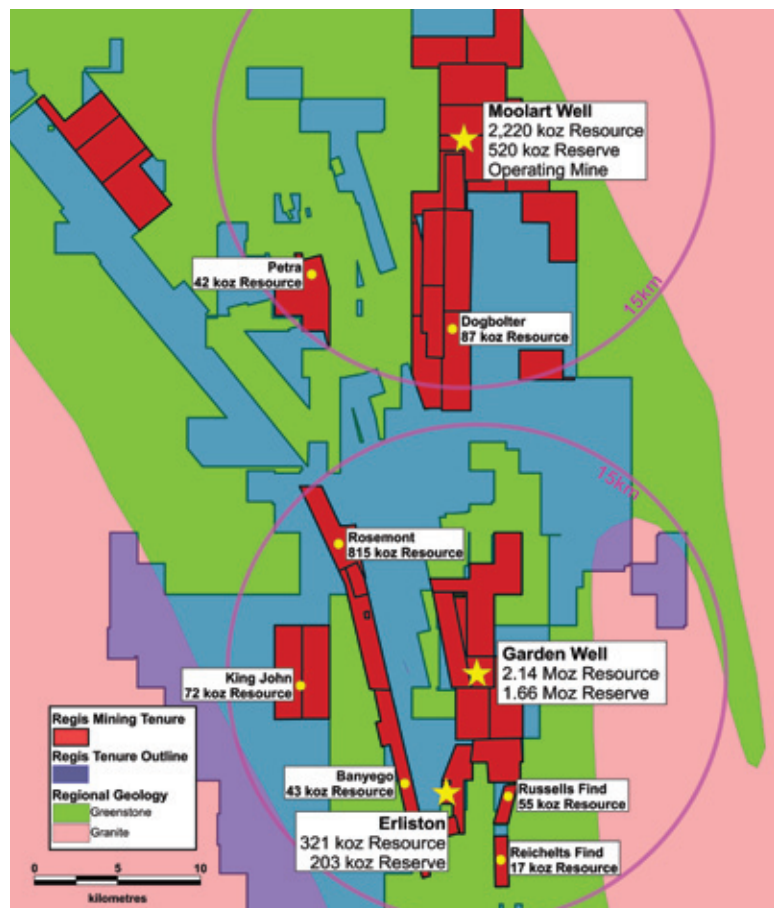 Moolart Well
2,220 koz Resource
520 koz Reserve
Operating Mine
Petra
42 koz Resource
15km
Dogbolter
87 koz Resource
15km
Rosemont
815 koz Resource
Garden Well
2.14 Moz Resource
1.66 Moz Reserve
King John
72 koz Resource
Regis Mining Tenure
Regis Tenure Outline
Regional Geology
Greenstone
Granite
Banyego
43 koz Resource
Russells Find
55 koz Resource
Erliston
321 koz Resource
203 koz Reserve
Reichelts Find
17 koz Resource
0 5 10
kilometres